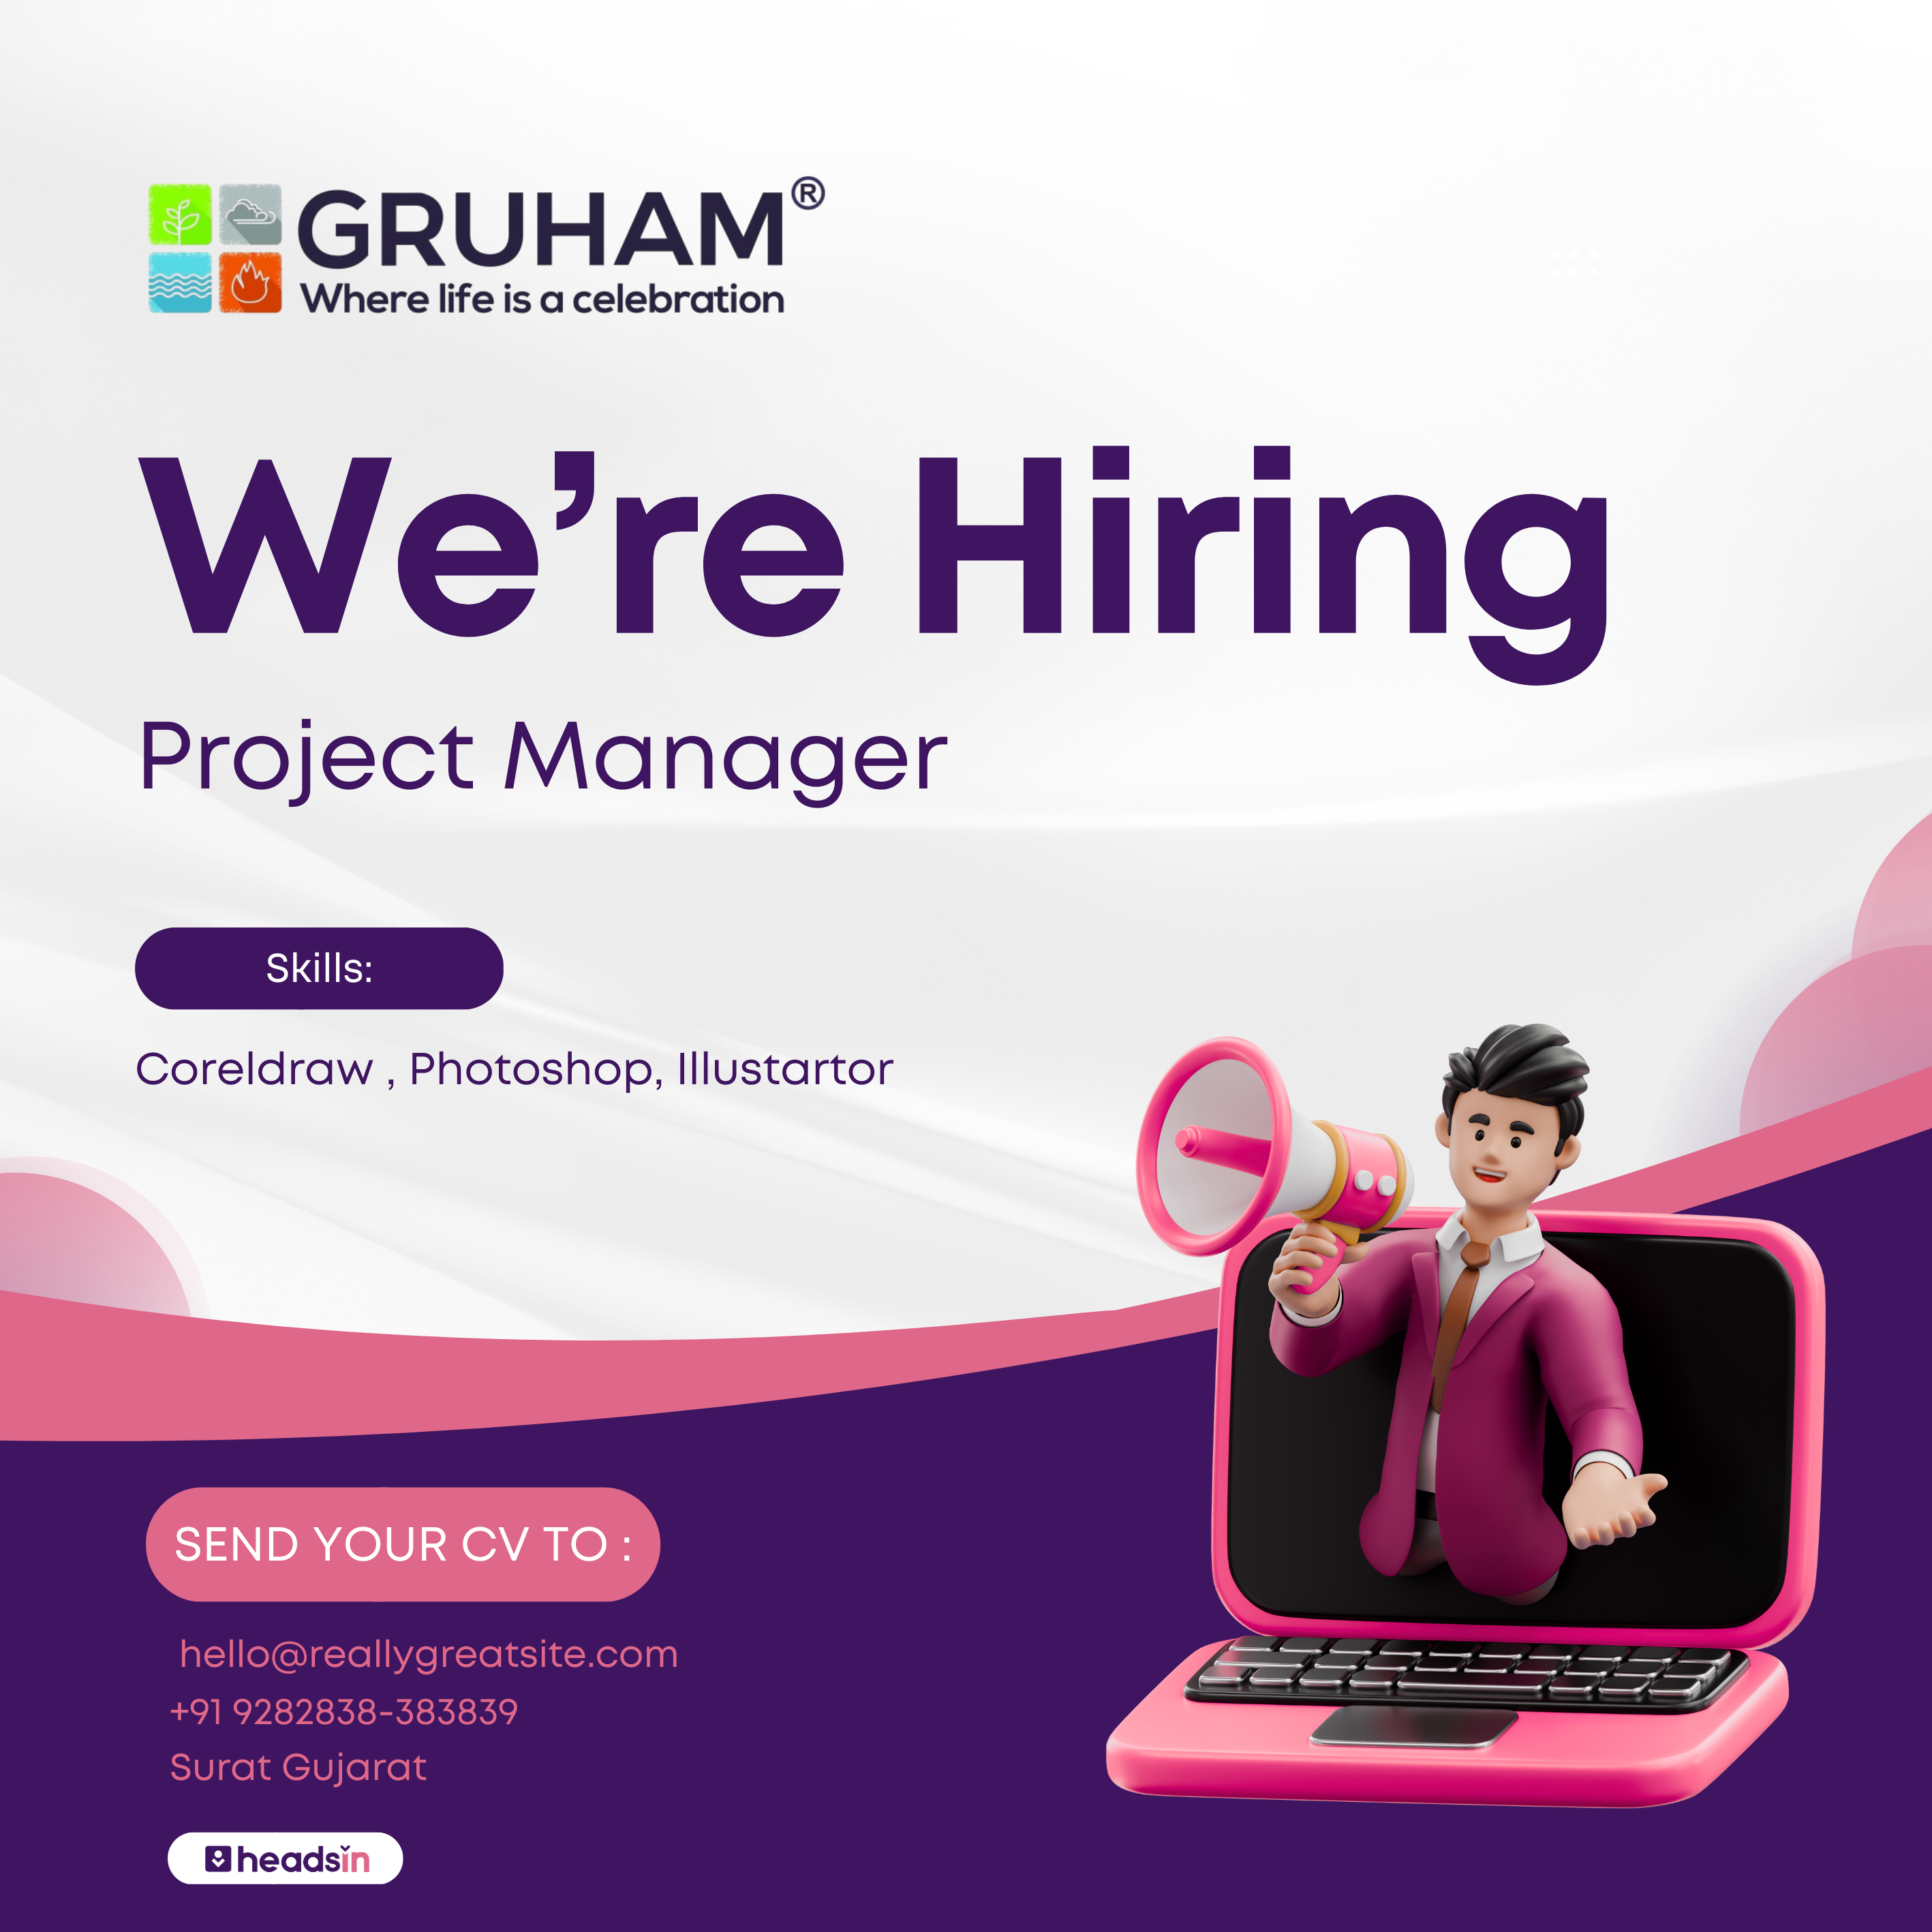 GRUHAM®
Where life is a celebration
We’re Hiring
Project Manager
Skills:
Coreldraw , Photoshop, Illustartor
SEND YOUR CV TO :
hello@reallygreatsite.com
+91 9282838-383839
Surat Gujarat
headsin